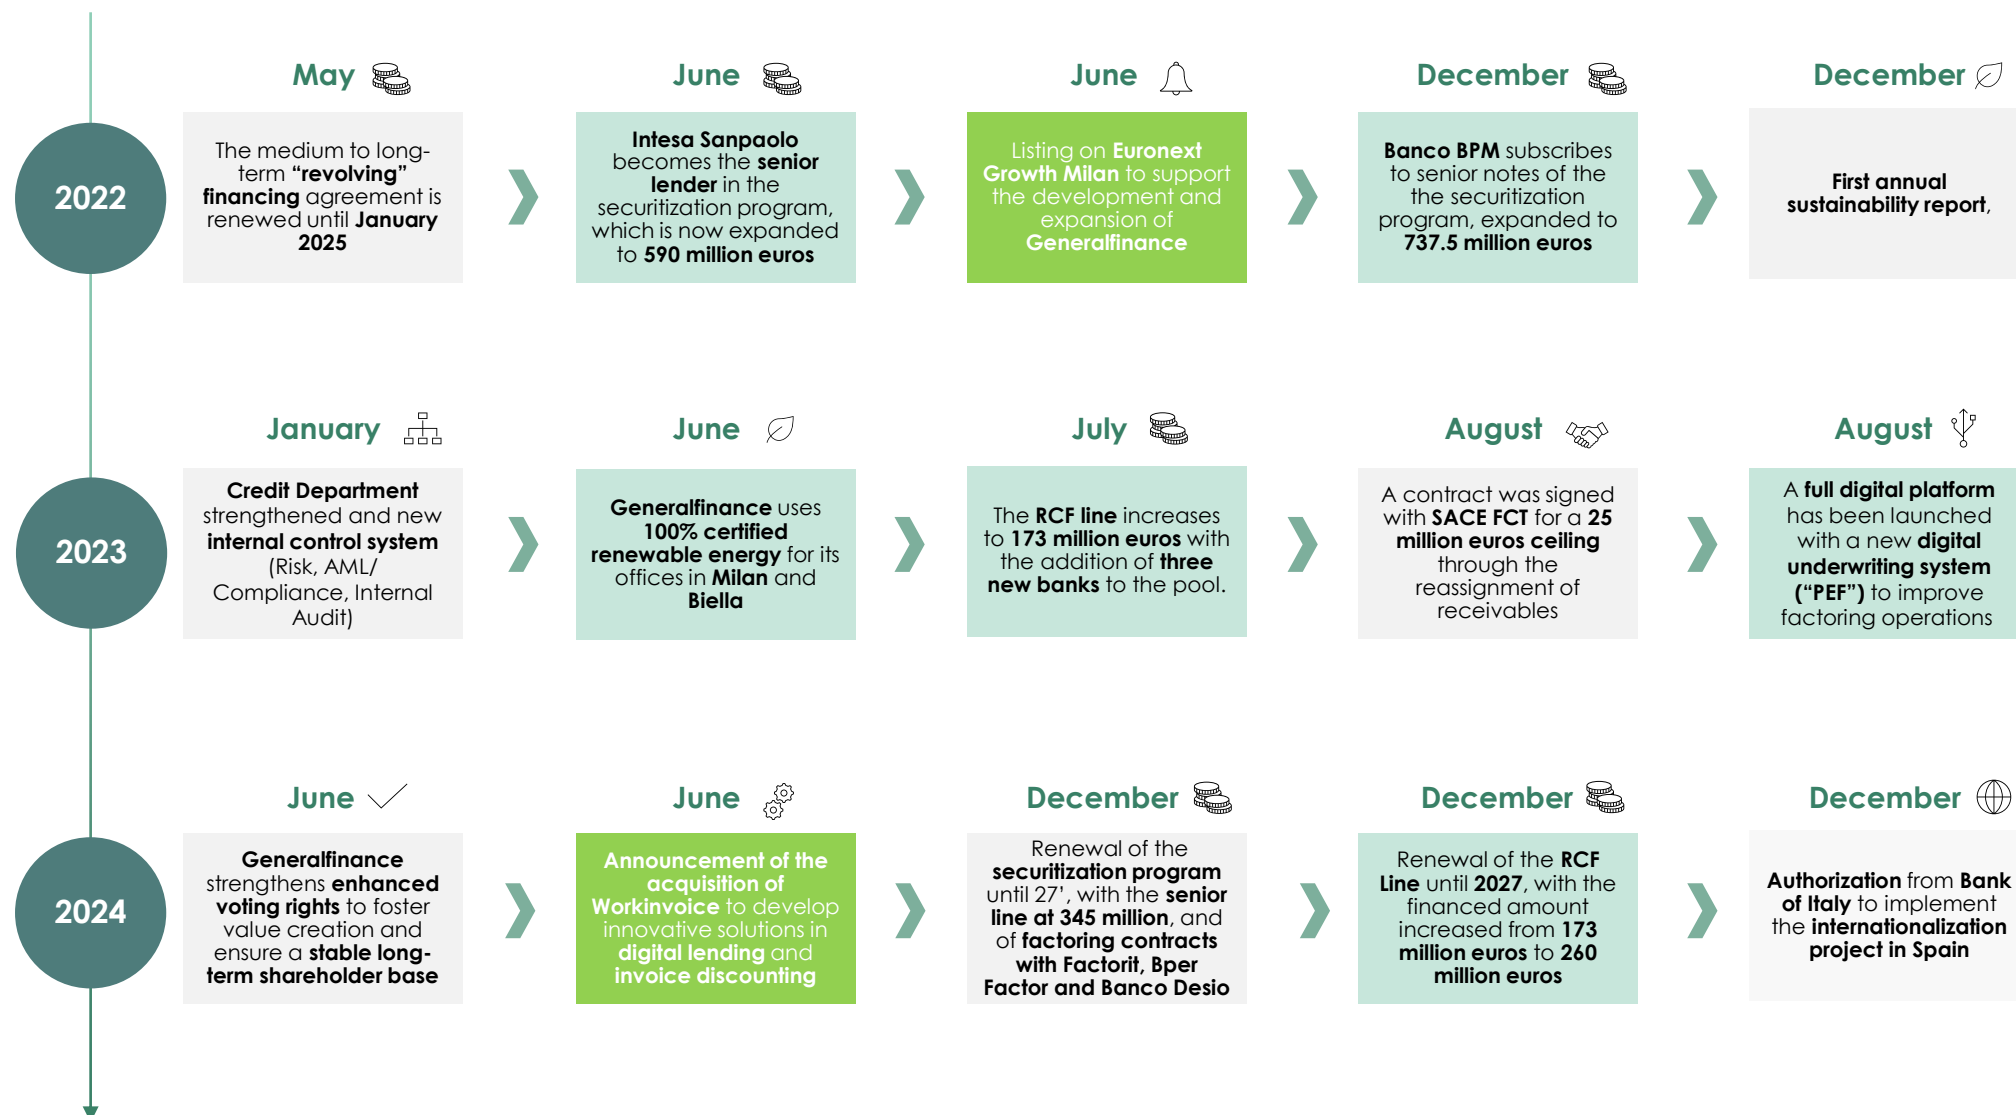 2022
May
The medium to long-
term “revolving”
financing agreement is
renewed until January
2025
June
Intesa Sanpaolo
becomes the senior
lender in the
securitization program,
which is now expanded
to 590 million euros
June
Listing on Euronext
Growth Milan to support
the development and
expansion of
Generalfinance
December
Banco BPM subscribes
to senior notes of the
the securitization
program, expanded to
737.5 million euros
December
First annual
sustainability report,
2023
January
Credit Department
strengthened and new
internal control system
(Risk, AML/
Compliance, Internal
Audit)
June
Generalfinance uses
100% certified
renewable energy for its
offices in Milan and
Biella
July
The RCF line increases
to 173 million euros with
the addition of three
new banks to the pool.
August
A contract was signed
with SACE FCT for a 25
million euros ceiling
through the
reassignment of
receivables
August
A full digital platform
has been launched
with a new digital
underwriting system
(“PEF”) to improve
factoring operations
2024
June
Generalfinance
strengthens enhanced
voting rights to foster
value creation and
ensure a stable long-
term shareholder base
June
Announcement of the
acquisition of
Workinvoice to develop
innovative solutions in
digital lending and
invoice discounting
December
Renewal of the
securitization program
until 27’, with the senior
line at 345 million, and
of factoring contracts
with Factorit, Bper
Factor and Banco Desio
December
Renewal of the RCF
Line until 2027, with the
financed amount
increased from 173
million euros to 260
million euros
December
Authorization from Bank
of Italy to implement
the internationalization
project in Spain